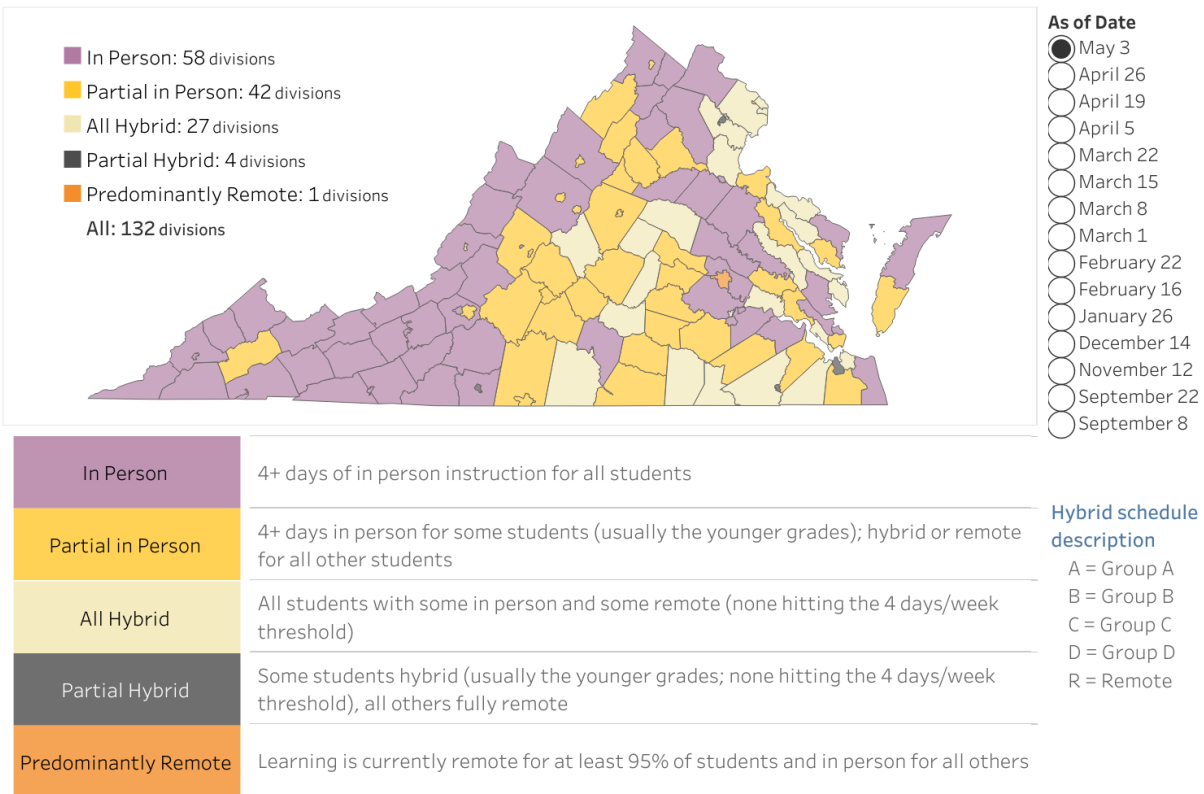 In Person: 58 divisions
Partial in Person: 42 divisions
All Hybrid: 27 divisions
Partial Hybrid: 4 divisions
Predominantly Remote: 1 divisions
All: 132 divisions
As of Date
May 3
April 26
April 19
April 5
March 22
March 15
March 8
March 1
February 22
February 16
January 26
December 14
November 12
September 22
September 8
In Person
4+ days of in person instruction for all students
Partial in Person
4+ days in person for some students (usually the younger grades); hybrid or remote
for all other students
All Hybrid
All students with some in person and some remote (none hitting the 4 days/week
threshold)
Partial Hybrid
Some students hybrid (usually the younger grades; none hitting the 4 days/week
threshold), all others fully remote
Predominantly Remote
Learning is currently remote for at least 95% of students and in person for all others
Hybrid schedule
description
A = Group A
B = Group B
C = Group C
D = Group D
R = Remote